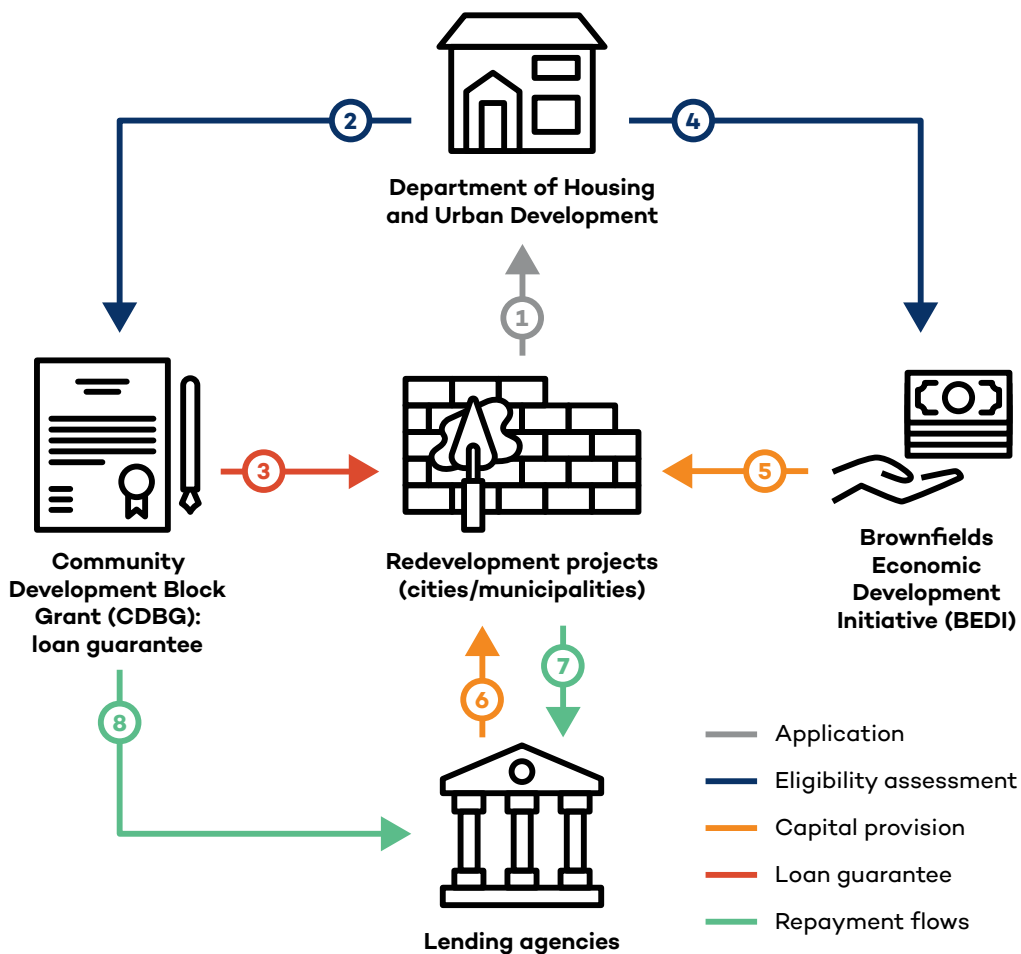 2
4
Department of Housing
and Urban Development
1
3
5
Community
Development Block
Grant (CDBG):
loan guarantee
Redevelopment projects
(cities/municipalities)
Brownfields
Economic
Development
Initiative (BEDI)
6
7
8
Lending agencies
Application
Eligibility assessment
Capital provision
Loan guarantee
Repayment flows